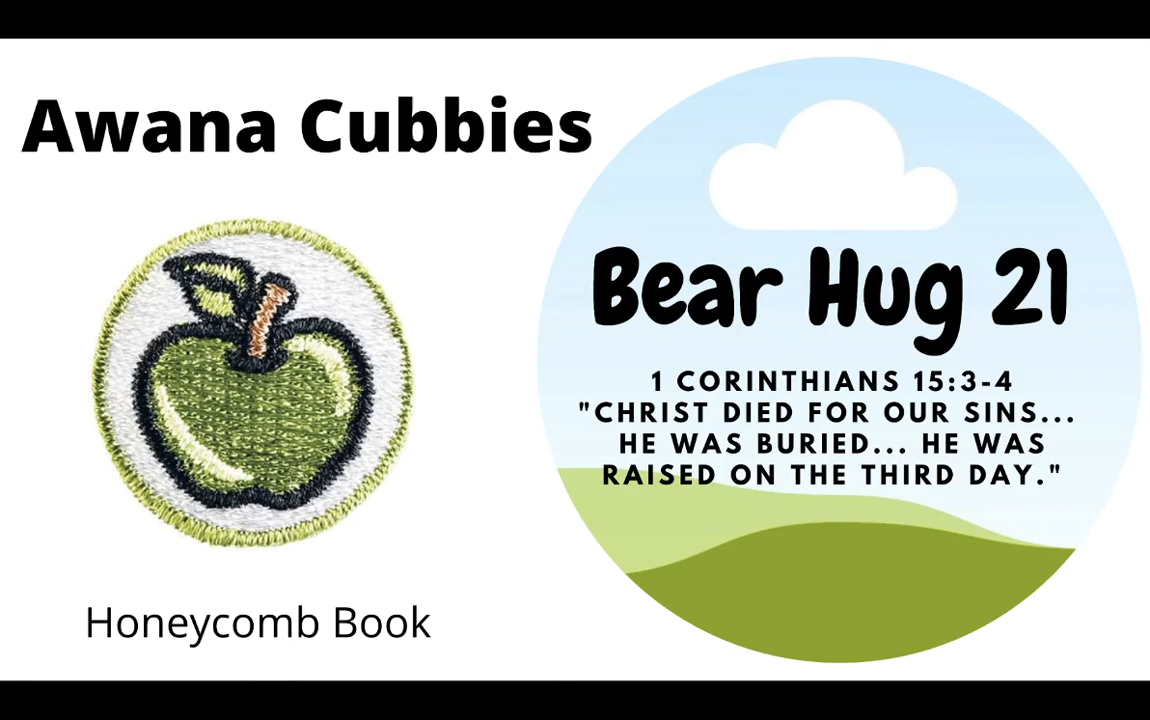 Awana Cubbies
Honeycomb Book
Bear Hug 21
1 CORINTHIANS 15:3-4
"CHRIST DIED FOR OUR SINS...
HE WAS BURIED... HE WAS
RAISED ON THE THIRD DAY."